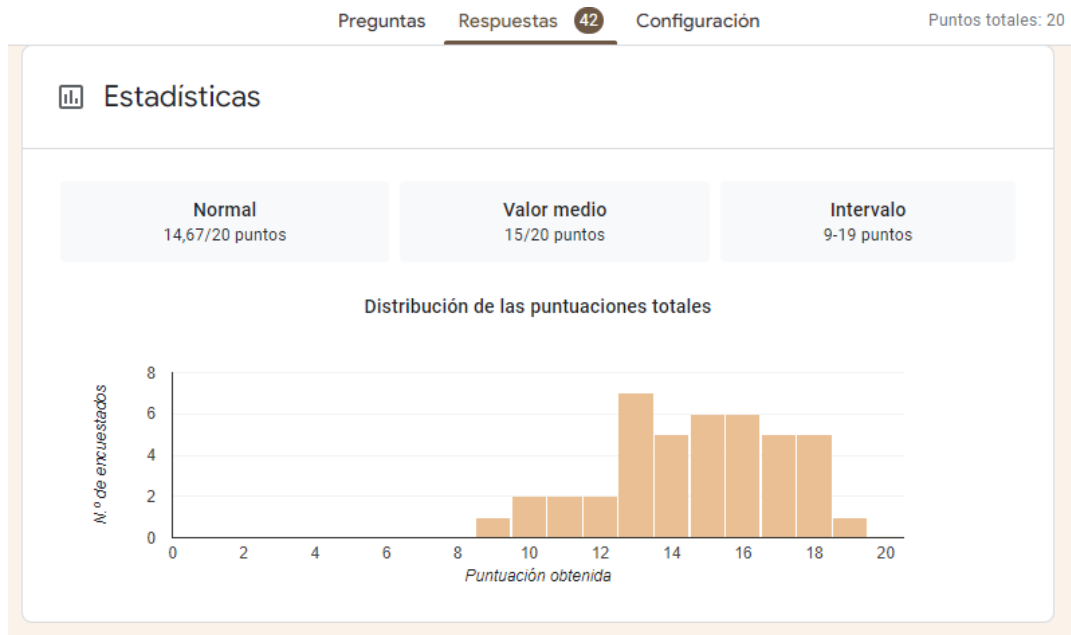 Preguntas Respuestas 42 Configuración Puntos totales: 20
Estadísticas
Normal
14,67/20 puntos
Valor medio
15/20 puntos
Intervalo
9-19 puntos
Distribución de las puntuaciones totales
N.º de encuestados
8
6
4
2
0
0 2 4 6 8 10 12 14 16 18 20
Puntuación obtenida